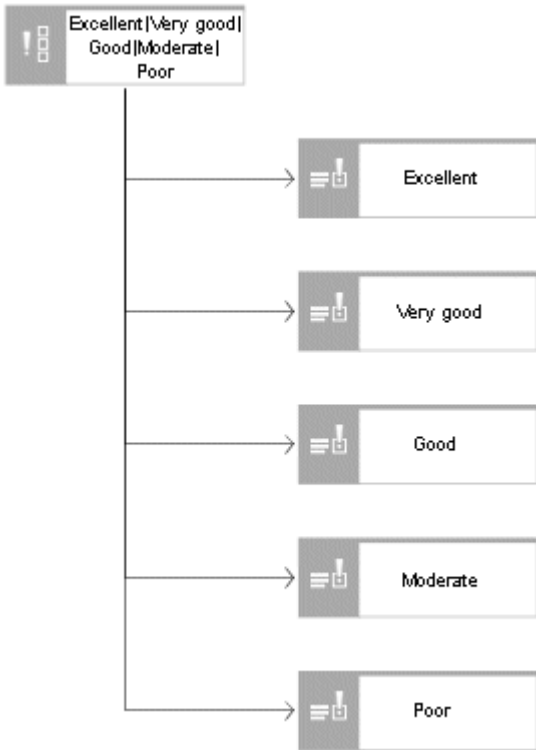 Excellent|Very good|
Good|Moderate|
Poor
Excellent
Very good
Good
Moderate
Poor